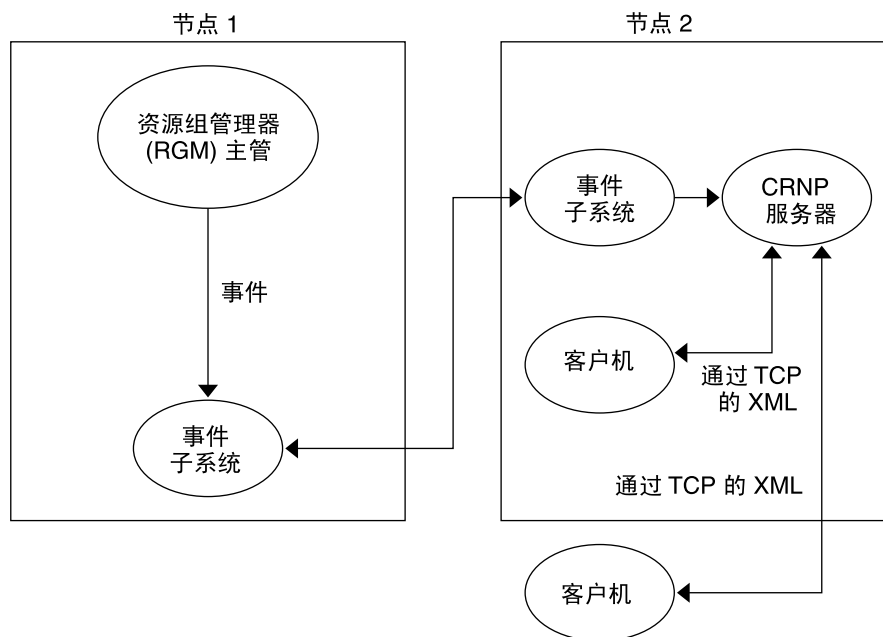 节点 1
资源组管理器
(RGM) 主管
事件
事件
子系统
节点 2
事件
子系统
CRNP
服务器
客户机
通过 TCP
的 XML
通过 TCP 的 XML
客户机